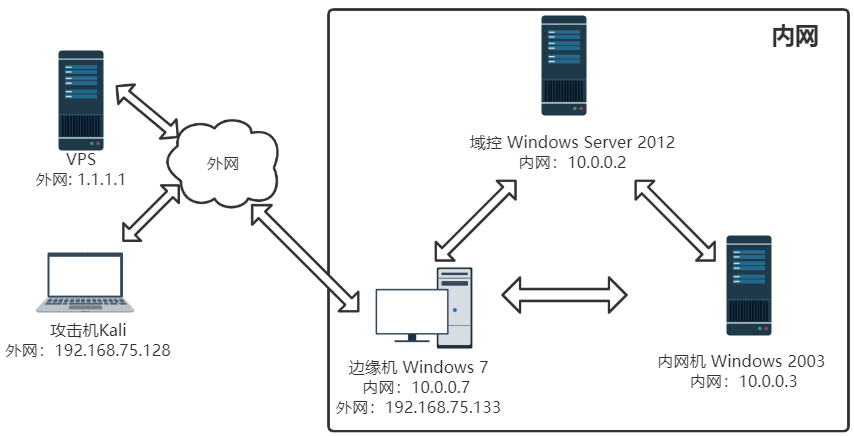 内网
VPS
外网: 1.1.1.1
外网
域控 Windows Server 2012
内网：10.0.0.2
攻击机Kali
外网：192.168.75.128
边缘机 Windows 7
内网：10.0.0.7
外网：192.168.75.133
内网机 Windows 2003
内网：10.0.0.3